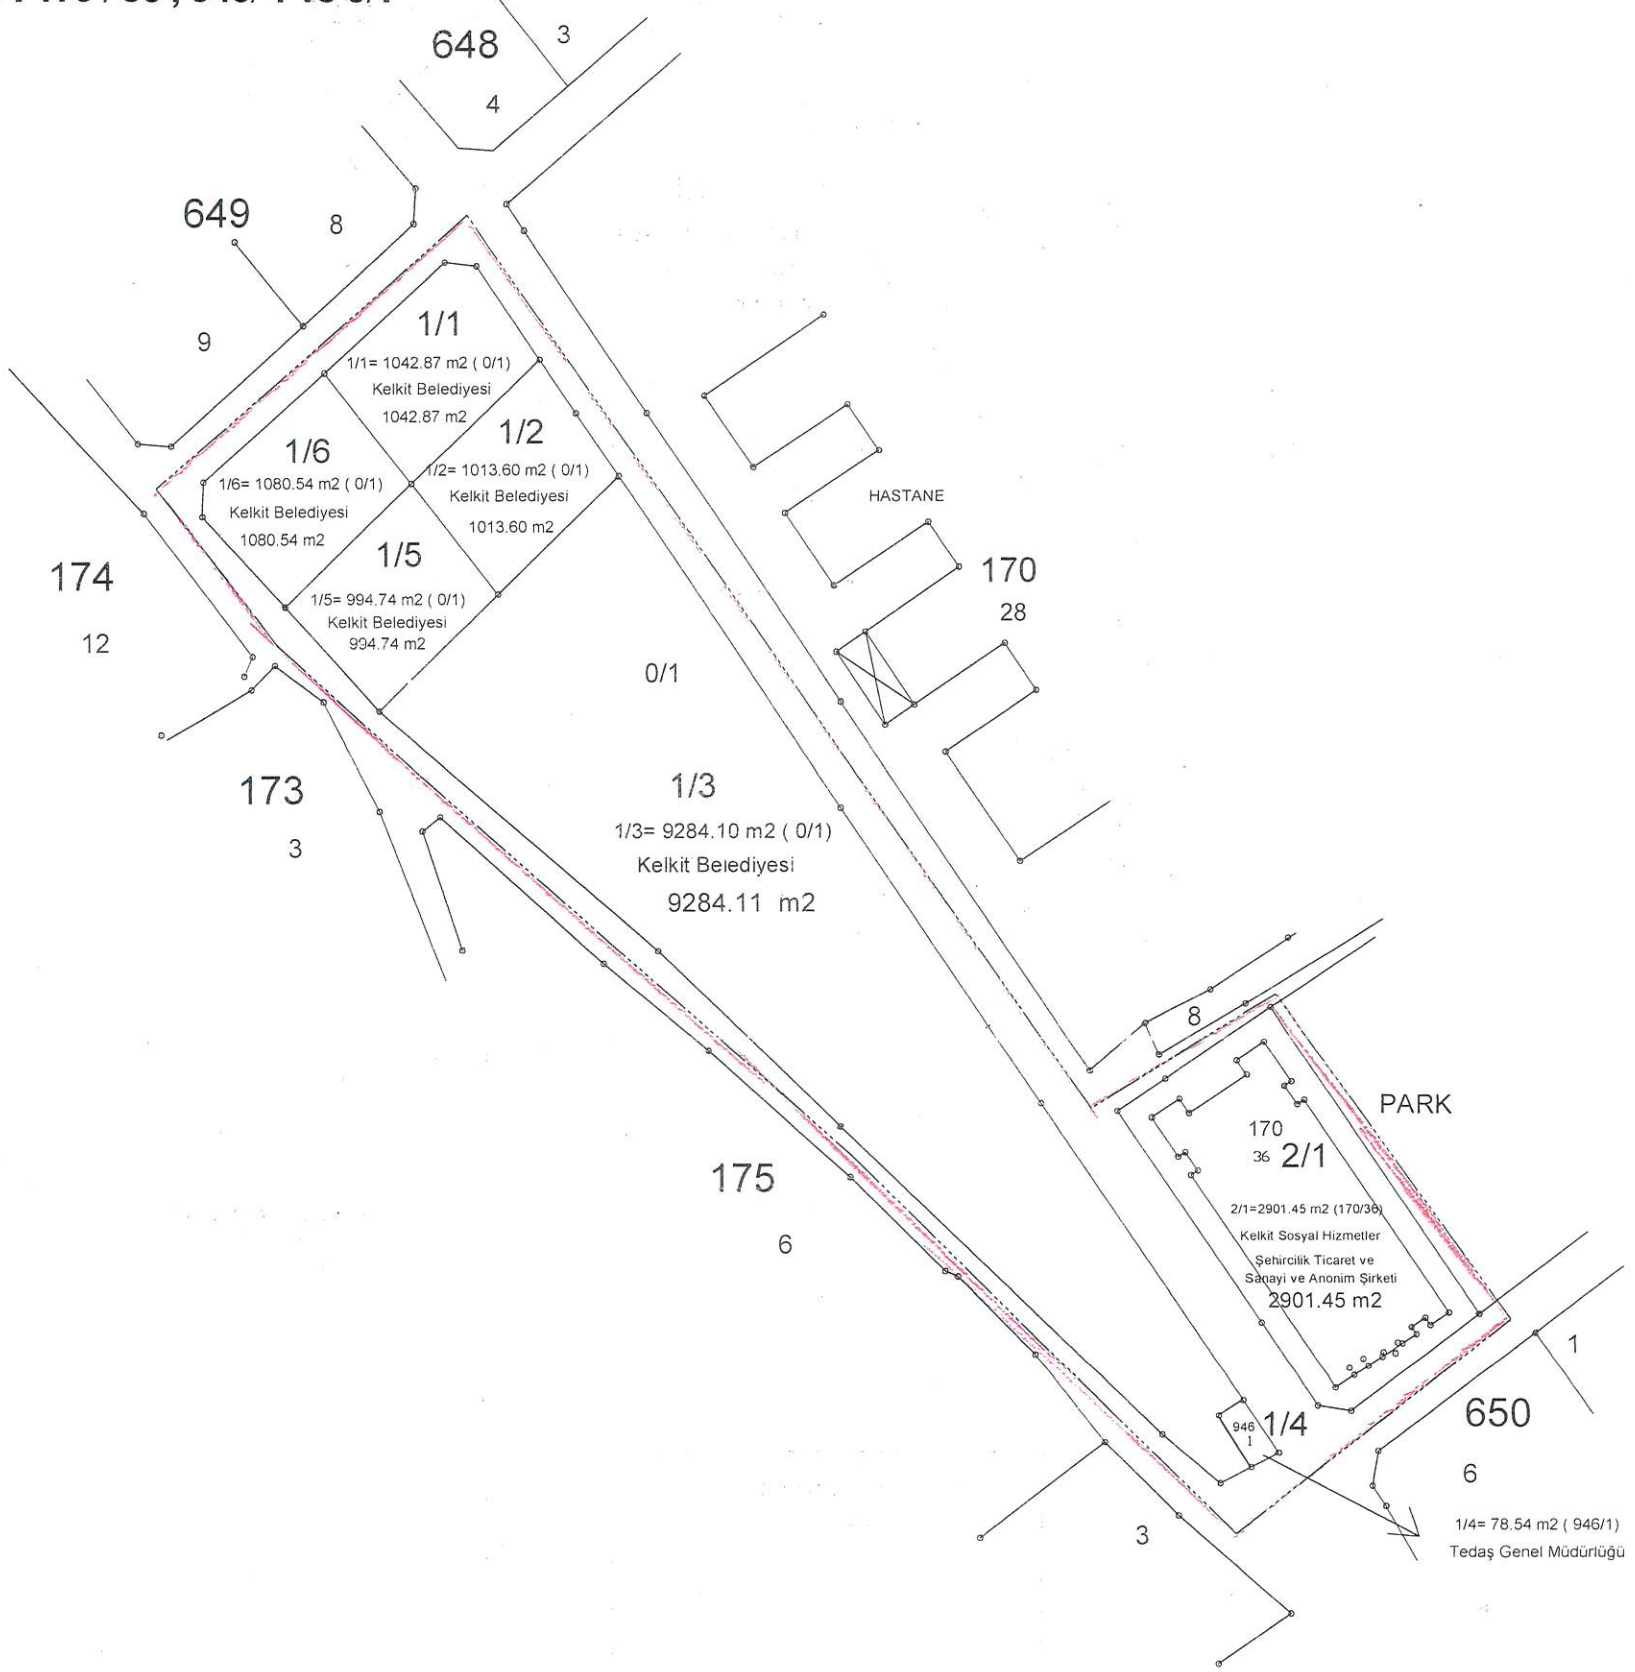 648
3
4
649
8
9
1/1
1/1= 1042.87 m2 ( 0/1)
Kelkit Belediyesi
1042.87 m2
1/2
1/2= 1013.60 m2 ( 0/1)
Kelkit Belediyesi
1013.60 m2
1/6
1/6= 1080.54 m2 ( 0/1)
Kelkit Belediyesi
1080.54 m2
1/5
1/5= 994.74 m2 ( 0/1)
Kelkit Belediyesi
994.74 m2
HASTANE
170
28
174
12
0/1
173
3
1/3
1/3= 9284.10 m2 ( 0/1)
Kelkit Belediyesi
9284.11 m2
8
PARK
170
36 2/1
2/1=2901.45 m2 (170/36)
Kelkit Sosyal Hizmetler
Şehircilik Ticaret ve
Sanayi ve Anonim Şirketi
2901.45 m2
175
6
1
650
6
946
1
1/4
1/4= 78.54 m2 ( 946/1)
Tedaş Genel Müdürlüğü
3